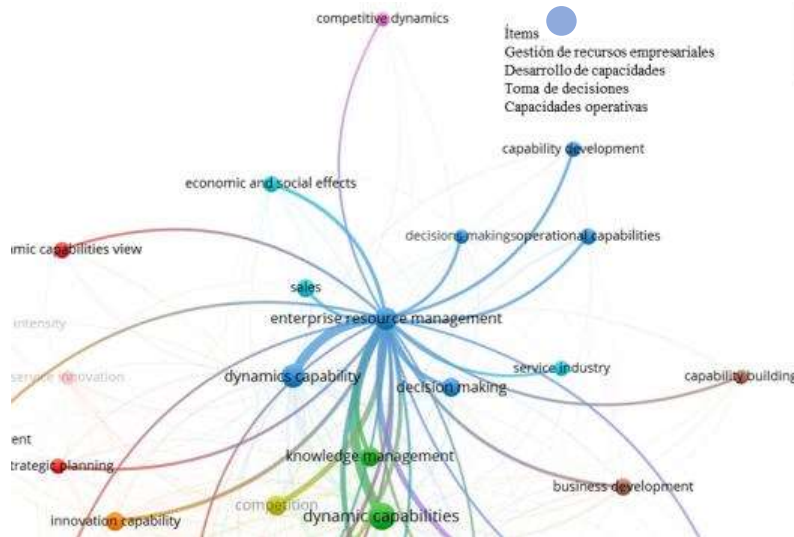 competitive dynamics
Ítems
Gestión de recursos empresariales
Desarrollo de capacidades
Toma de decisiones
Capacidades operativas
capability development
economic and social effects
decisions makings
operational capabilities
mic capabilities view
sales
enterprise resource management
intensity
service innovation
dynamics capability
decision making
service industry
capability building
ent
trategic planning
knowledge management
business development
competition
innovation capability
dynamic capabilities